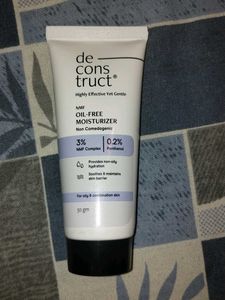 de
cons
truct®
Highly Effective Yet Gentle
NMF
OIL-FREE
MOISTURIZER
Non Comedogenic
3% 0.2%
NMF Complex Panthenol
Provides non-oily
hydration
Soothes & maintains
skin barrier
For oily & combination skin
50 gm